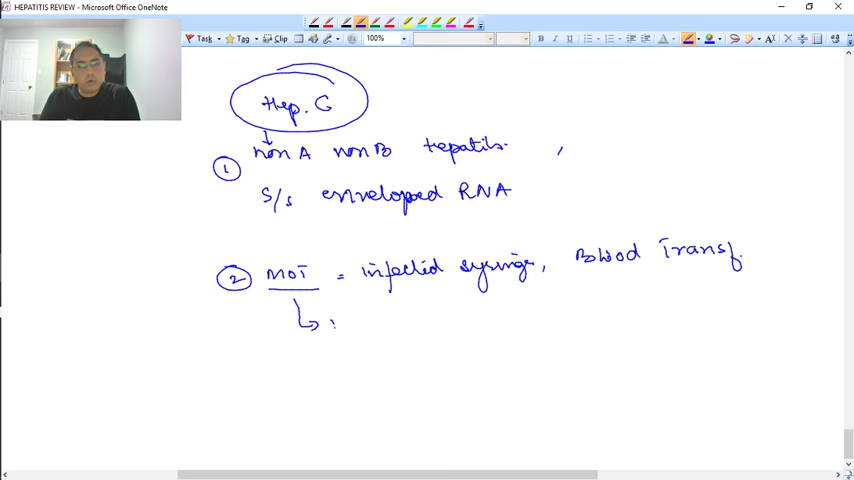 HEPATITIS REVIEW - Microsoft Office OneNote
Task Tag Clip 100% B I U
Hep. G
1 non A non B Hepatitis ,
s/s enveloped RNA
2 MOT = infected syringe, Blood Transf.